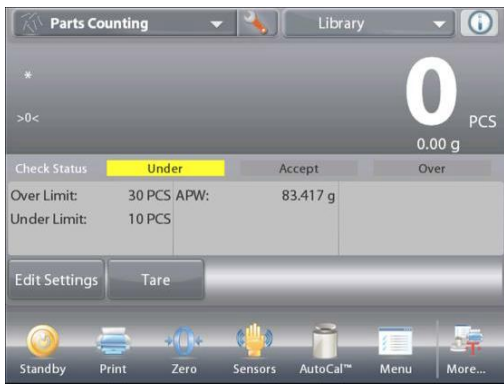 Parts Counting Library
*
>0<
0 PCS
0.00 g
Check Status Under Accept Over
Over Limit: 30 PCS APW: 83.417 g
Under Limit: 10 PCS
Edit Settings Tare
Standby Print Zero Sensors AutoCal™ Menu More...